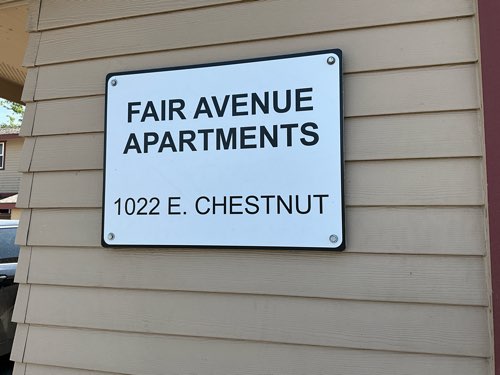 FAIR AVENUE
APARTMENTS
1022 E. CHESTNUT